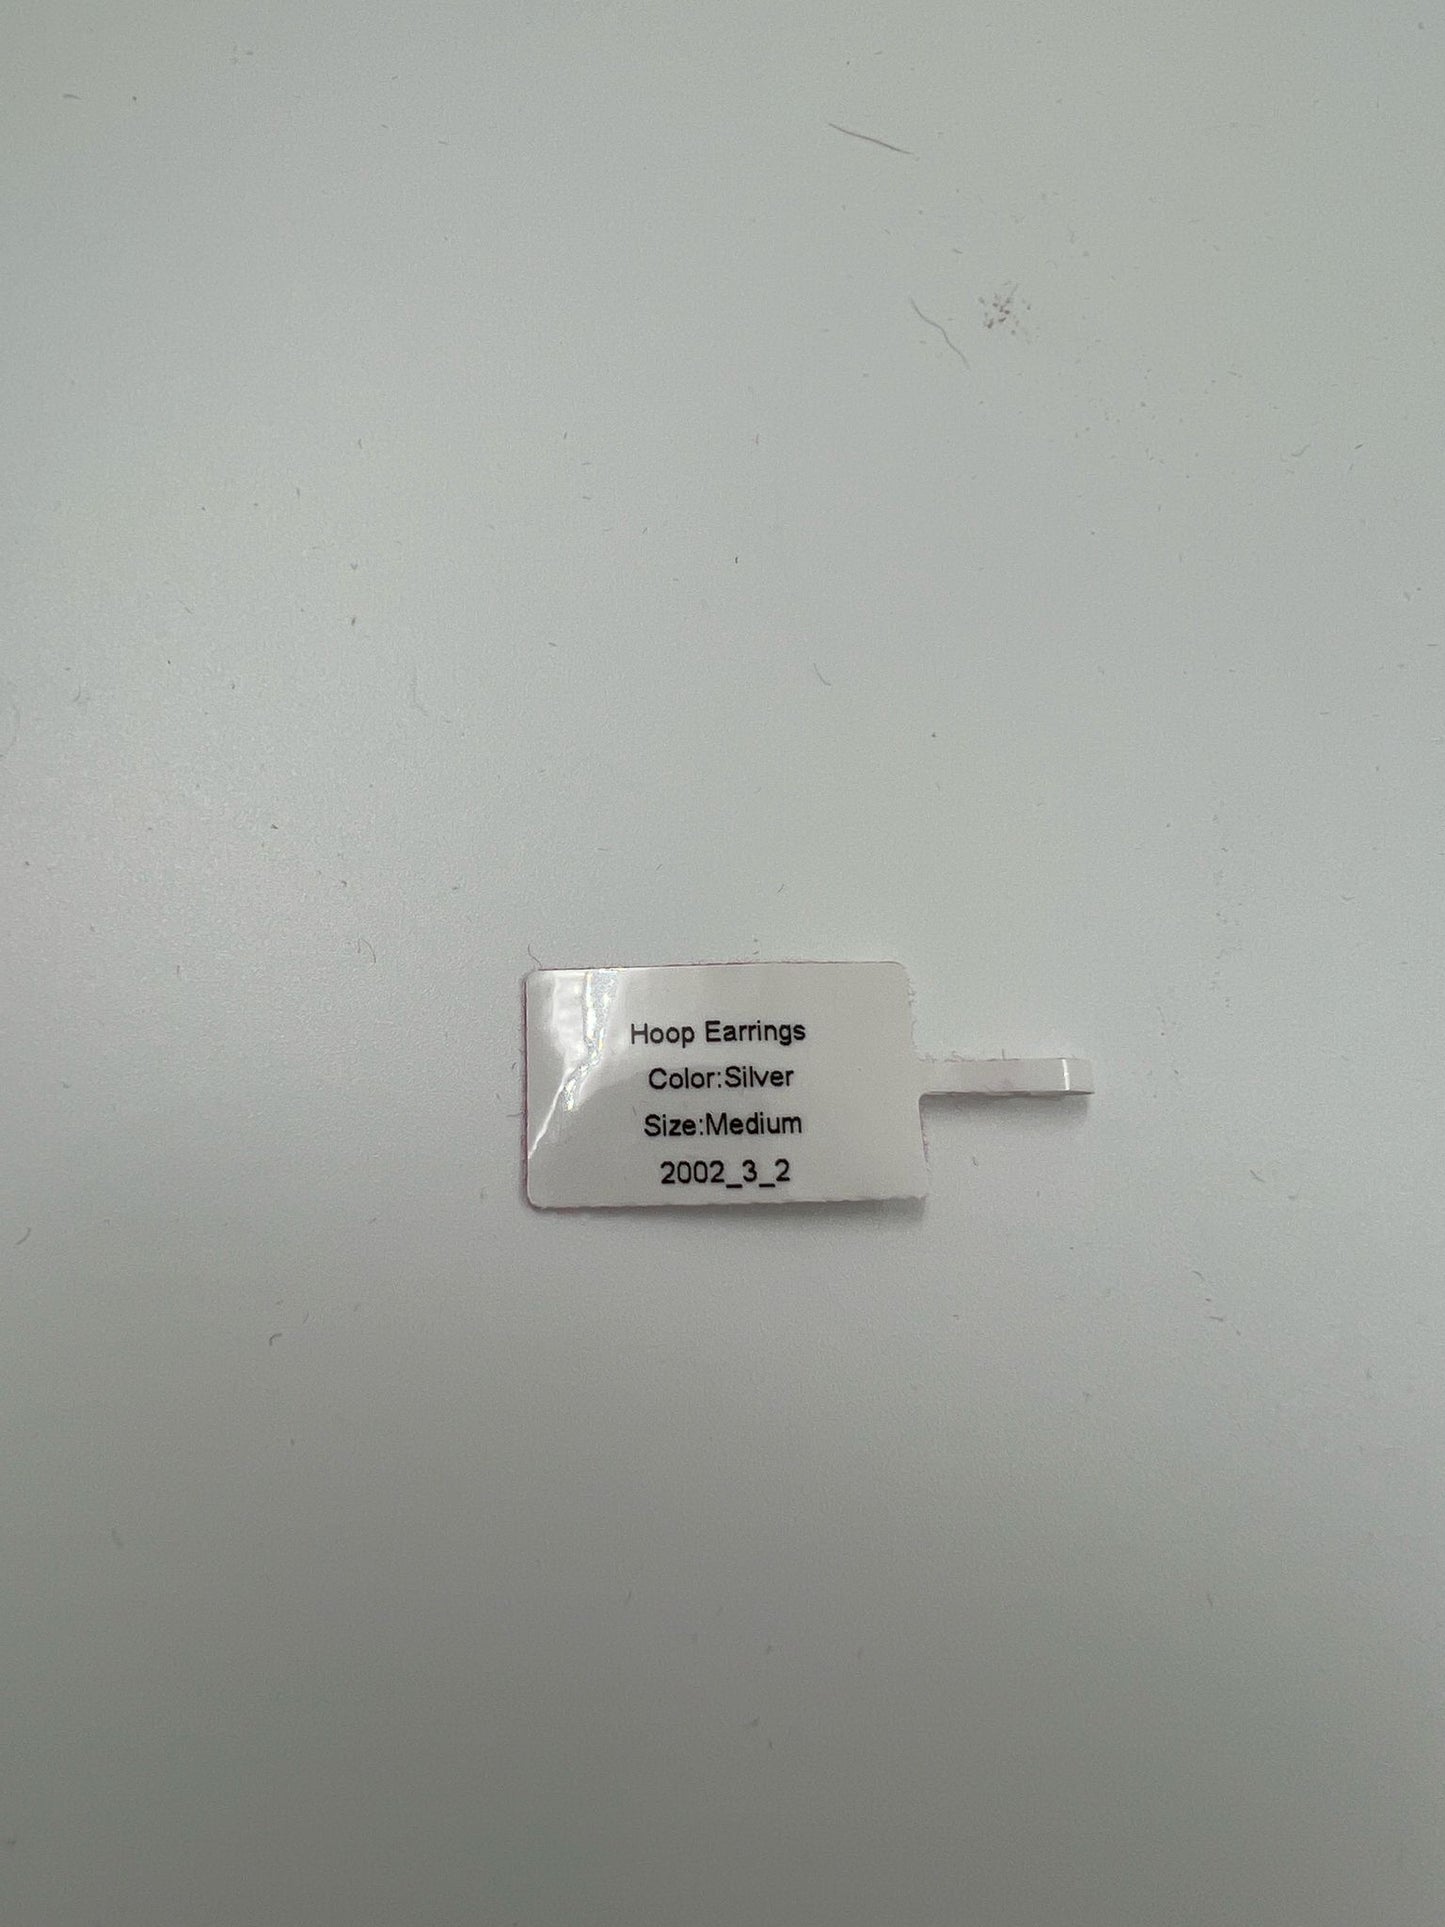 Hoop Earrings
Color:Silver
Size:Medium
2002_3_2